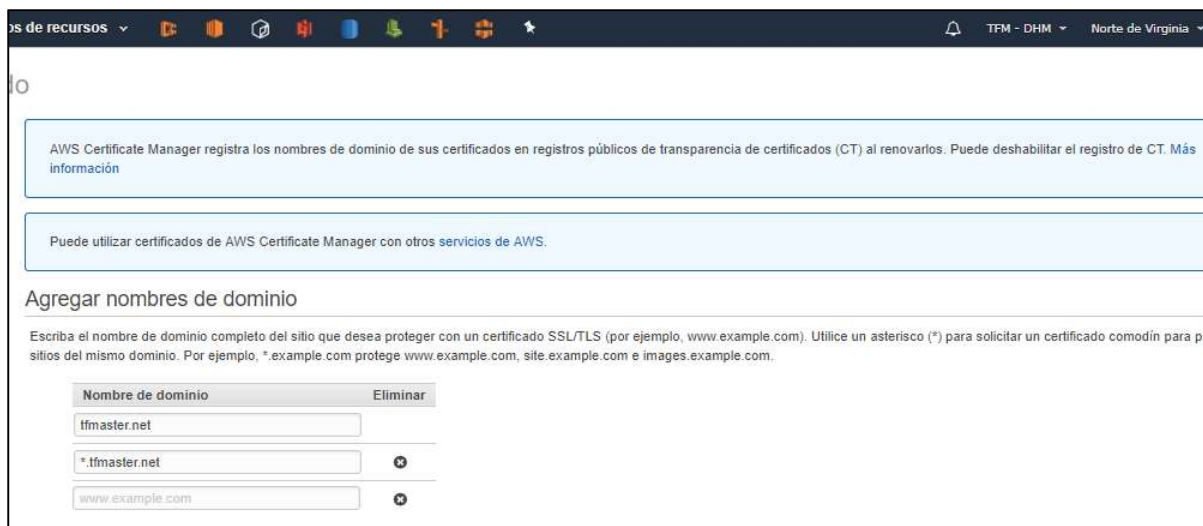 os de recursos
TFM - DHM
Norte de Virginia
do
AWS Certificate Manager registra los nombres de dominio de sus certificados en registros públicos de transparencia de certificados (CT) al renovarlos. Puede deshabilitar el registro de CT. Más
información
Puede utilizar certificados de AWS Certificate Manager con otros servicios de AWS.
Agregar nombres de dominio
Escriba el nombre de dominio completo del sitio que desea proteger con un certificado SSL/TLS (por ejemplo, www.example.com). Utilice un asterisco (*) para solicitar un certificado comodín para p
sitios del mismo dominio. Por ejemplo, *.example.com protege www.example.com, site.example.com e images.example.com.
Nombre de dominio Eliminar
tfmaster.net
*.tfmaster.net
www.example.com